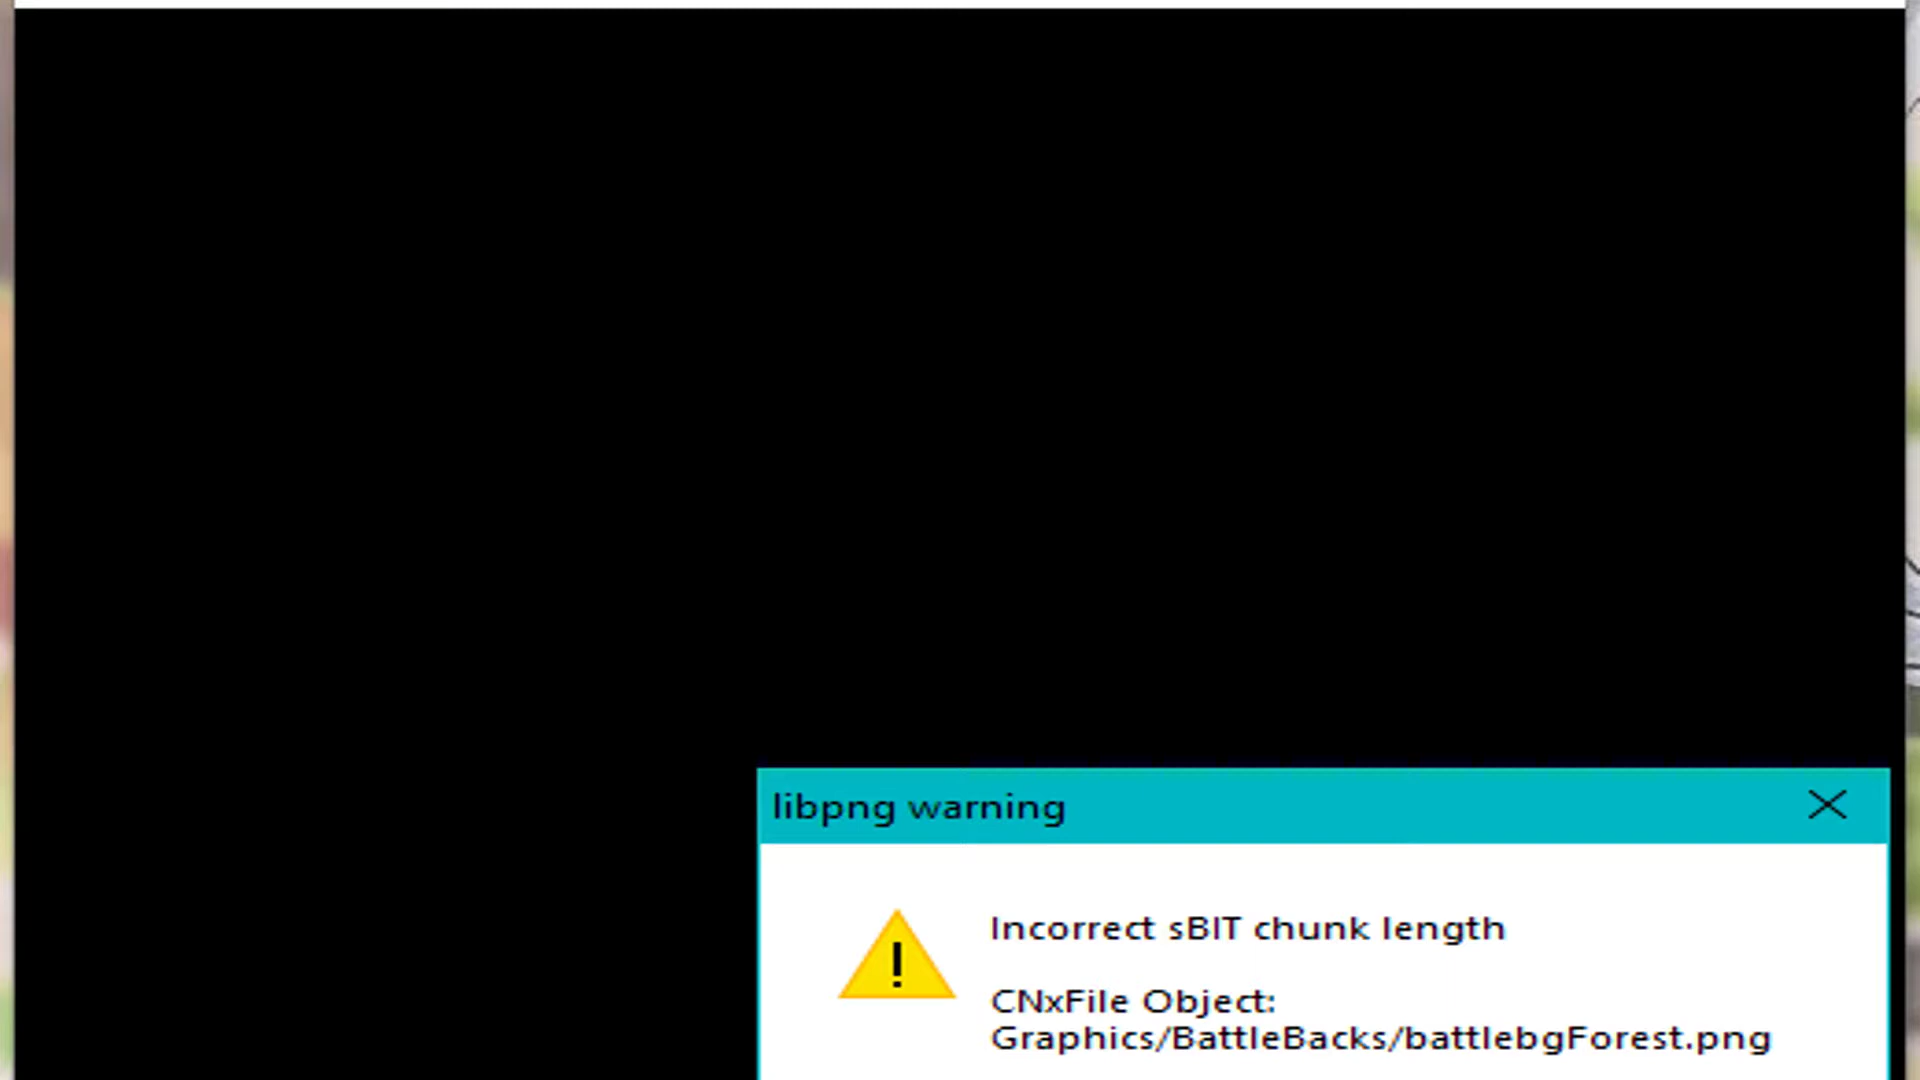 libpng warning
Incorrect sBIT chunk length
CNxFile Object:
Graphics/BattleBacks/battlebgForest.png